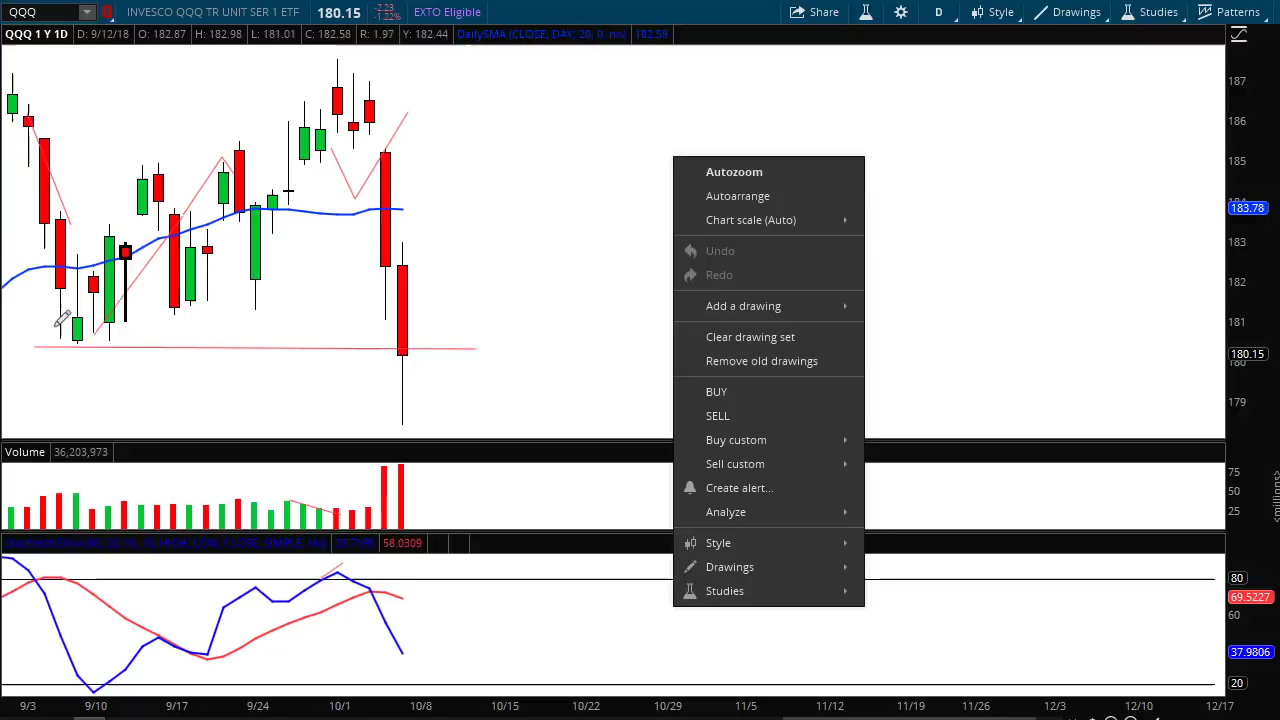 QQQ INVESCO QQQ TR UNIT SER 1 ETF 180.15 -2.23 -1.22% EXTO Eligible Share D Style Drawings Studies Patterns
QQQ 1 Y 1D D: 9/12/18 O: 182.87 H: 182.98 L: 181.01 C: 182.58 R: 1.97 Y: 182.44 DailySMA (CLOSE, DAY, 20, 0, no) 182.59
187
186
185
183.78
183
182
181
180.15
180
179
Autozoom
Autoarrange
Chart scale (Auto)
Undo
Redo
Add a drawing
Clear drawing set
Remove old drawings
BUY
SELL
Buy custom
Sell custom
Create alert...
Analyze
Style
Drawings
Studies
Volume 36,203,973
75
50
25
<millions>
58.0309
80
69.5227
60
37.9806
20
9/3 9/10 9/17 9/24 10/1 10/8 10/15 10/22 10/29 11/5 11/12 11/19 11/26 12/3 12/10 12/17